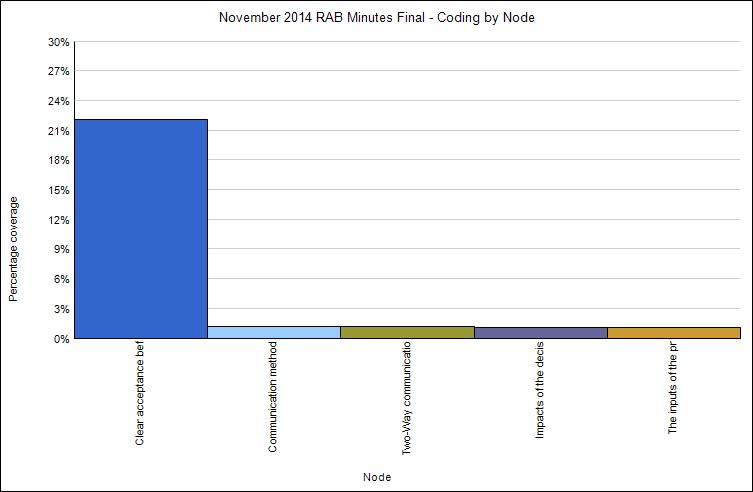 November 2014 RAB Minutes Final - Coding by Node
30%
27%
24%
21%
18%
15%
12%
9%
6%
3%
0%
Percentage coverage
Clear acceptance bef
Communication method
Two-Way communicatio
Impacts of the decis
The inputs of the pr
Node